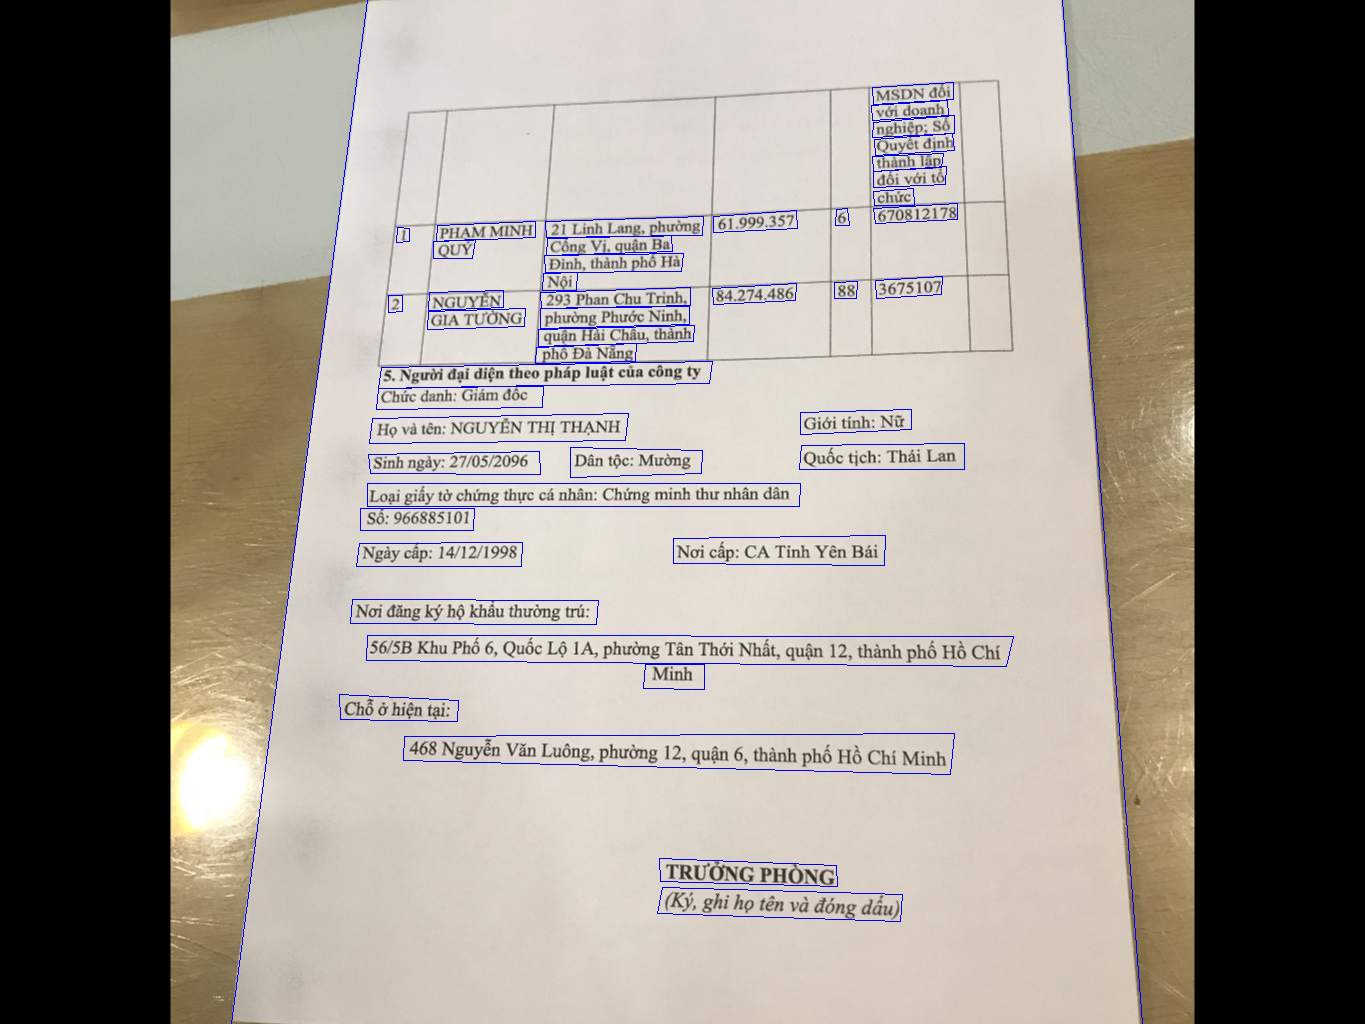 MSDN đối
với doanh
nghiệp; Số
Quyết định
thành lập
đối với tổ
chức
1 PHẠM MINH 21 Linh Lang, phường 61.999.357 6 670812178
QUÝ Công Vị, quận Ba
Đình, thành phố Hà
Nội
2 NGUYỄN 293 Phan Chu Trinh, 84.274.486 88 3675107
GIA TƯỜNG phường Phước Ninh,
quận Hải Châu, thành
phố Đà Nẵng
5. Người đại diện theo pháp luật của công ty
Chức danh: Giám đốc
Họ và tên: NGUYỄN THỊ THẠNH Giới tính: Nữ
Sinh ngày: 27/05/2096 Dân tộc: Mường Quốc tịch: Thái Lan
Loại giấy tờ chứng thực cá nhân: Chứng minh thư nhân dân
Số: 966885101
Ngày cấp: 14/12/1998 Nơi cấp: CA Tỉnh Yên Bái
Nơi đăng ký hộ khẩu thường trú:
56/5B Khu Phố 6, Quốc Lộ 1A, phường Tân Thới Nhất, quận 12, thành phố Hồ Chí
Minh
Chỗ ở hiện tại:
468 Nguyễn Văn Luông, phường 12, quận 6, thành phố Hồ Chí Minh
TRƯỞNG PHÒNG
(Ký, ghi họ tên và đóng dấu)